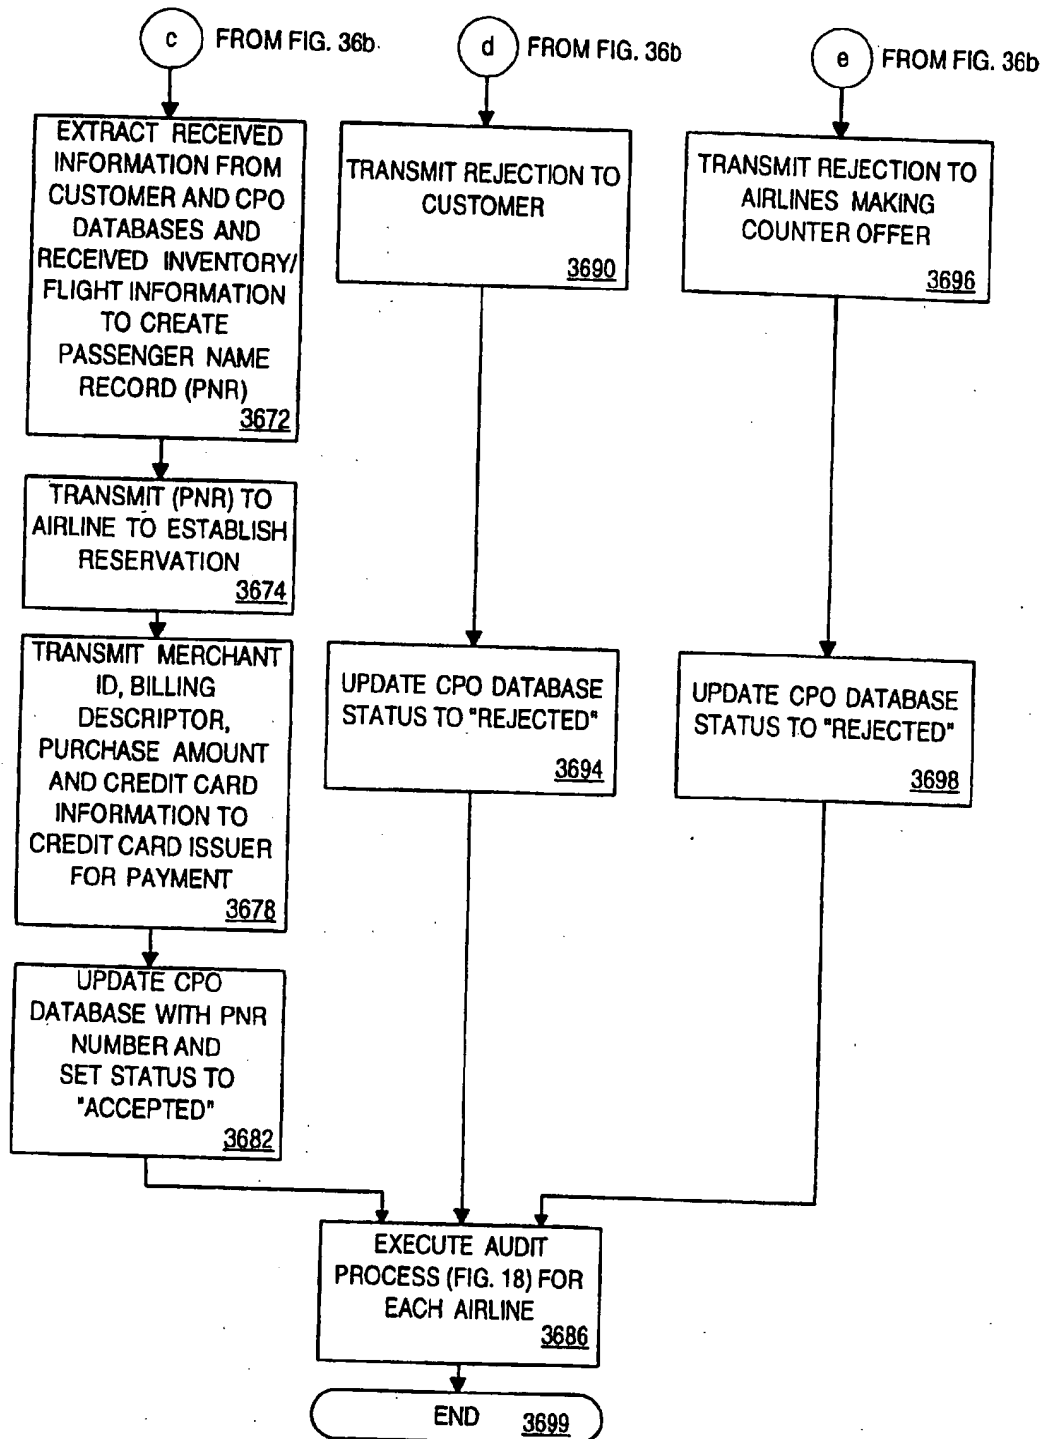 c FROM FIG. 36b
d FROM FIG. 36b
e FROM FIG. 36b
EXTRACT RECEIVED
INFORMATION FROM
CUSTOMER AND CPO
DATABASES AND
RECEIVED INVENTORY/
FLIGHT INFORMATION
TO CREATE
PASSENGER NAME
RECORD (PNR)
3672
TRANSMIT (PNR) TO
AIRLINE TO ESTABLISH
RESERVATION
3674
TRANSMIT MERCHANT
ID, BILLING
DESCRIPTOR,
PURCHASE AMOUNT
AND CREDIT CARD
INFORMATION TO
CREDIT CARD ISSUER
FOR PAYMENT
3678
UPDATE CPO
DATABASE WITH PNR
NUMBER AND
SET STATUS TO
"ACCEPTED"
3682
TRANSMIT REJECTION TO
CUSTOMER
3690
UPDATE CPO DATABASE
STATUS TO "REJECTED"
3694
TRANSMIT REJECTION TO
AIRLINES MAKING
COUNTER OFFER
3696
UPDATE CPO DATABASE
STATUS TO "REJECTED"
3698
EXECUTE AUDIT
PROCESS (FIG. 18) FOR
EACH AIRLINE
3686
END 3699